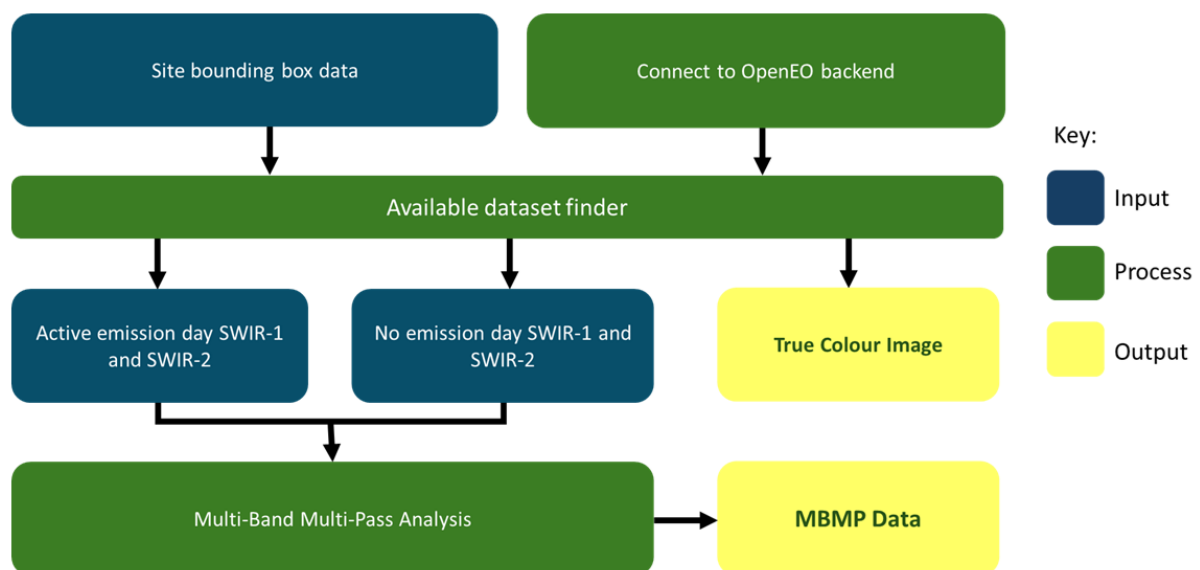 Site bounding box data
Connect to OpenEO backend
Key:
Input
Available dataset finder
Process
Active emission day SWIR-1
and SWIR-2
No emission day SWIR-1 and
SWIR-2
True Colour Image
Output
Multi-Band Multi-Pass Analysis
MBMP Data